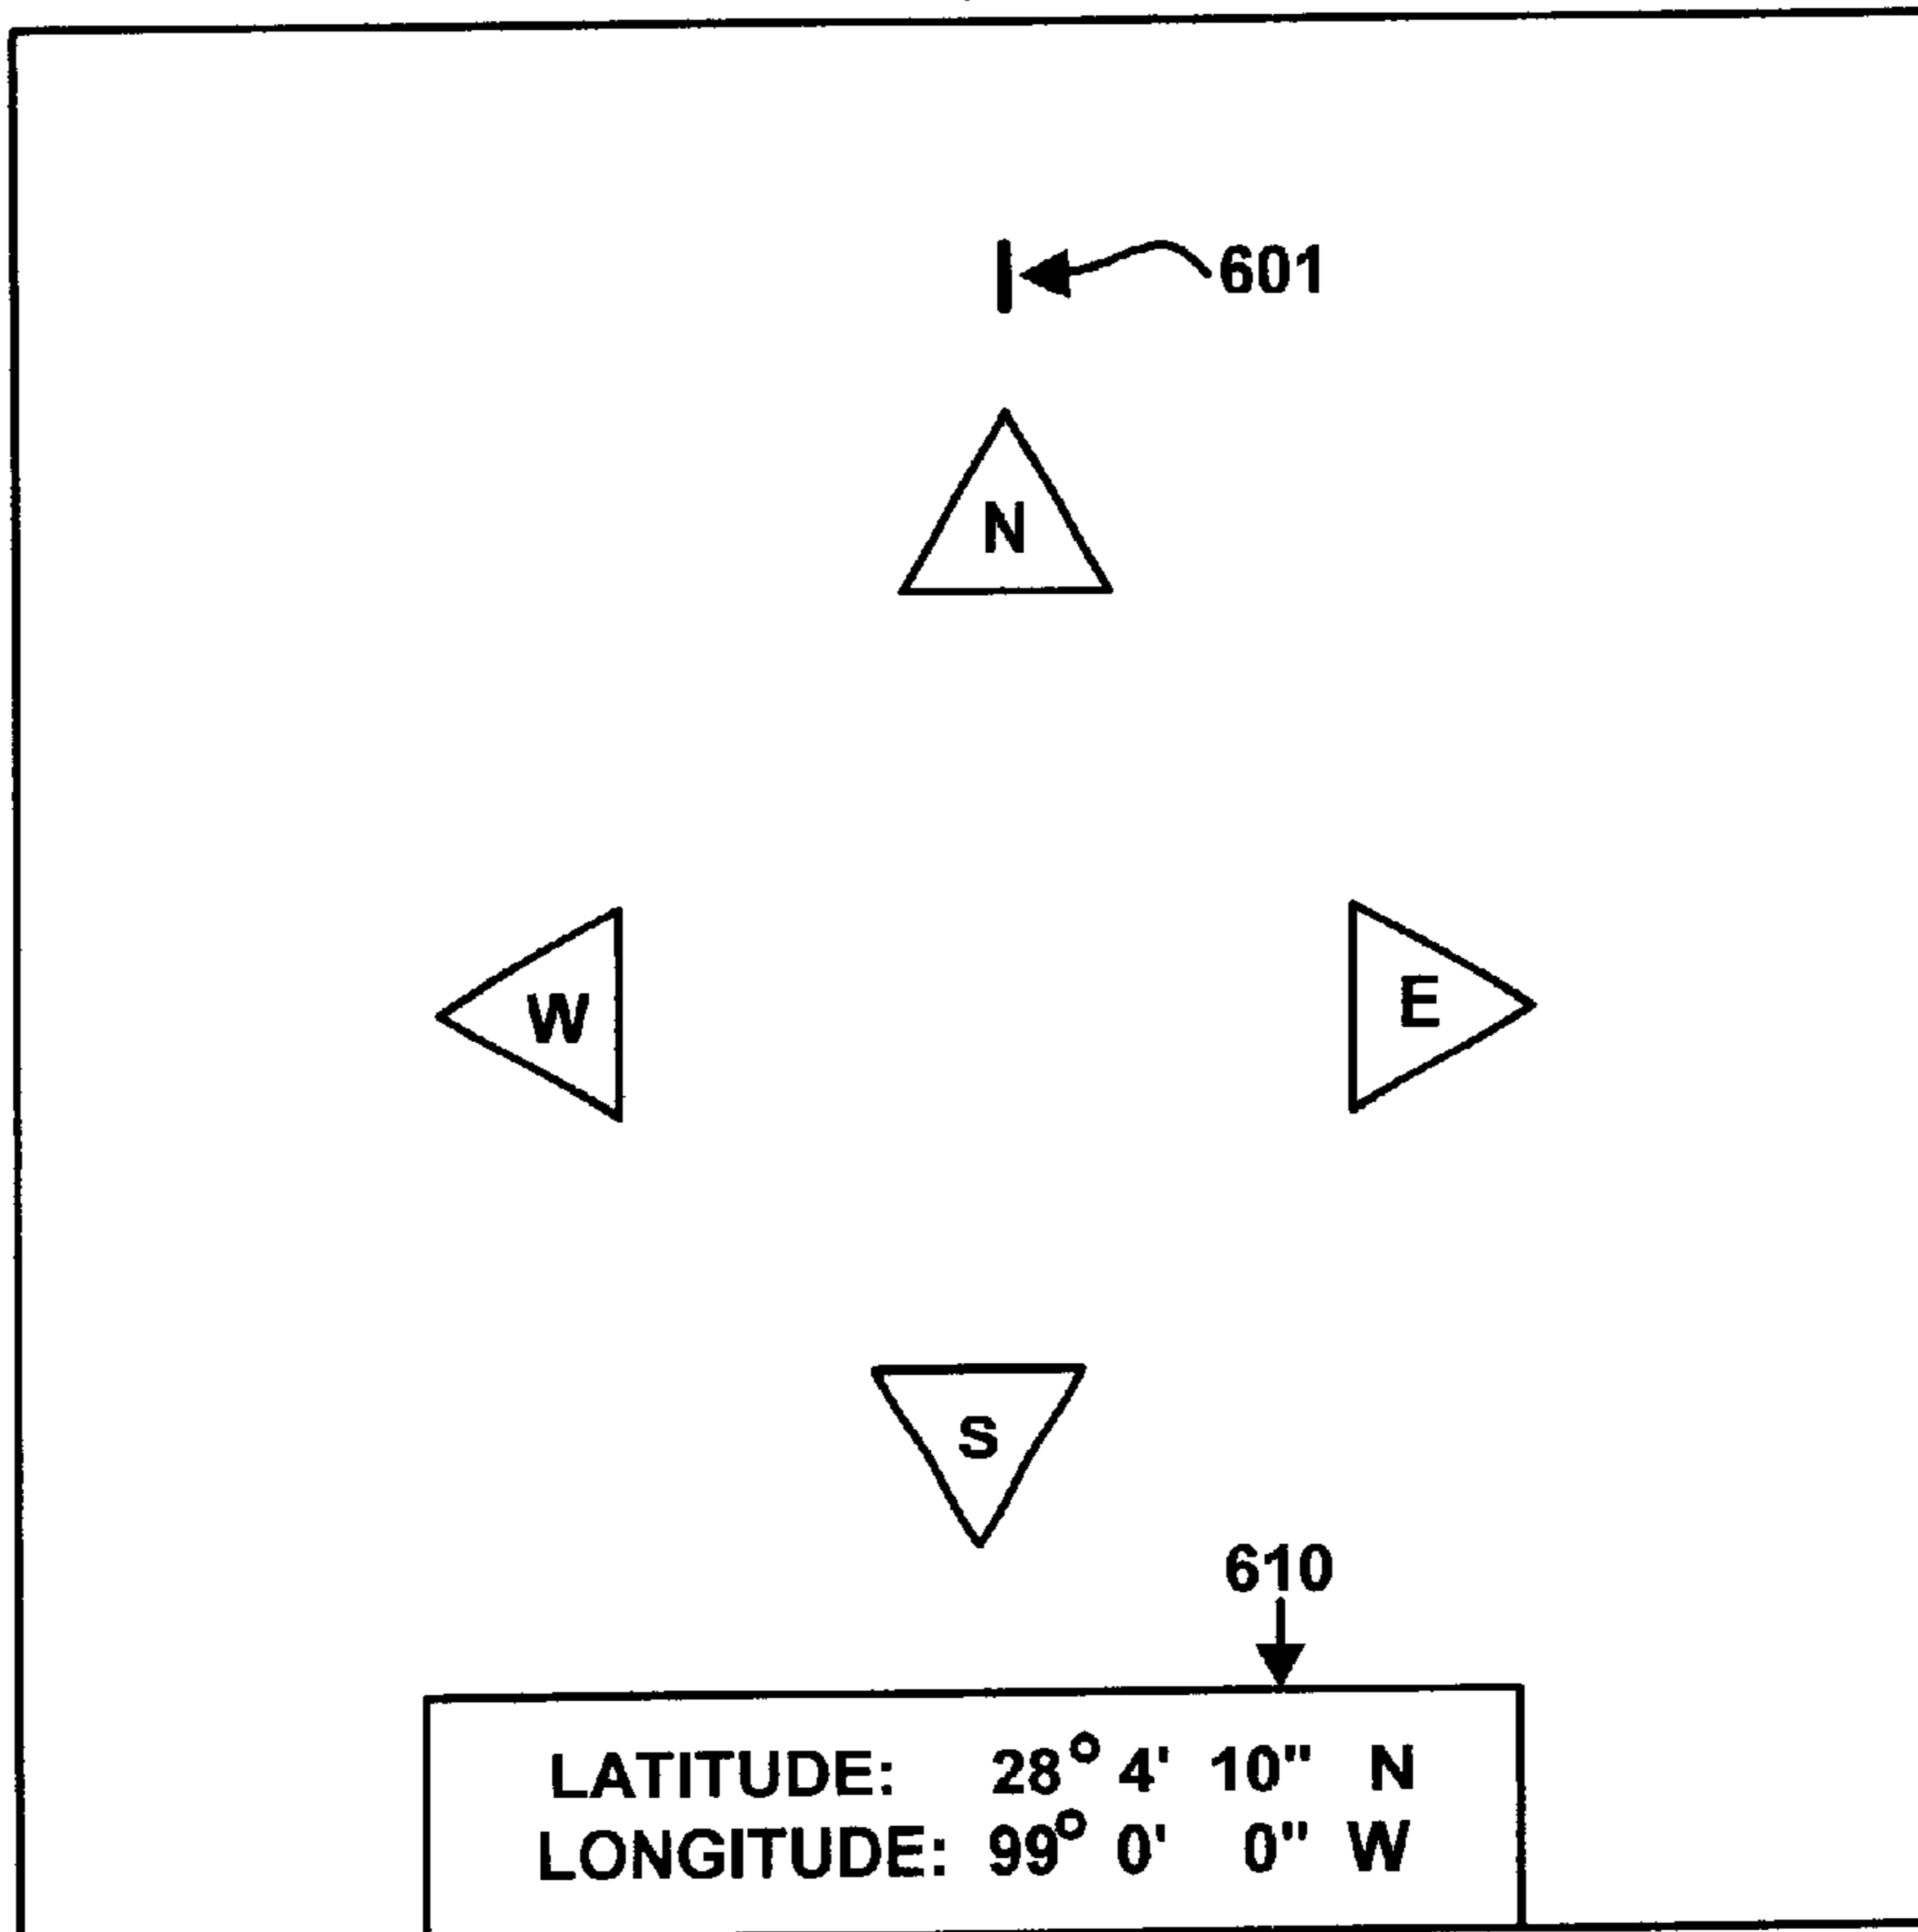 601
N
W
E
S
610
LATITUDE: 28° 4' 10" N
LONGITUDE: 99° 0' 0" W